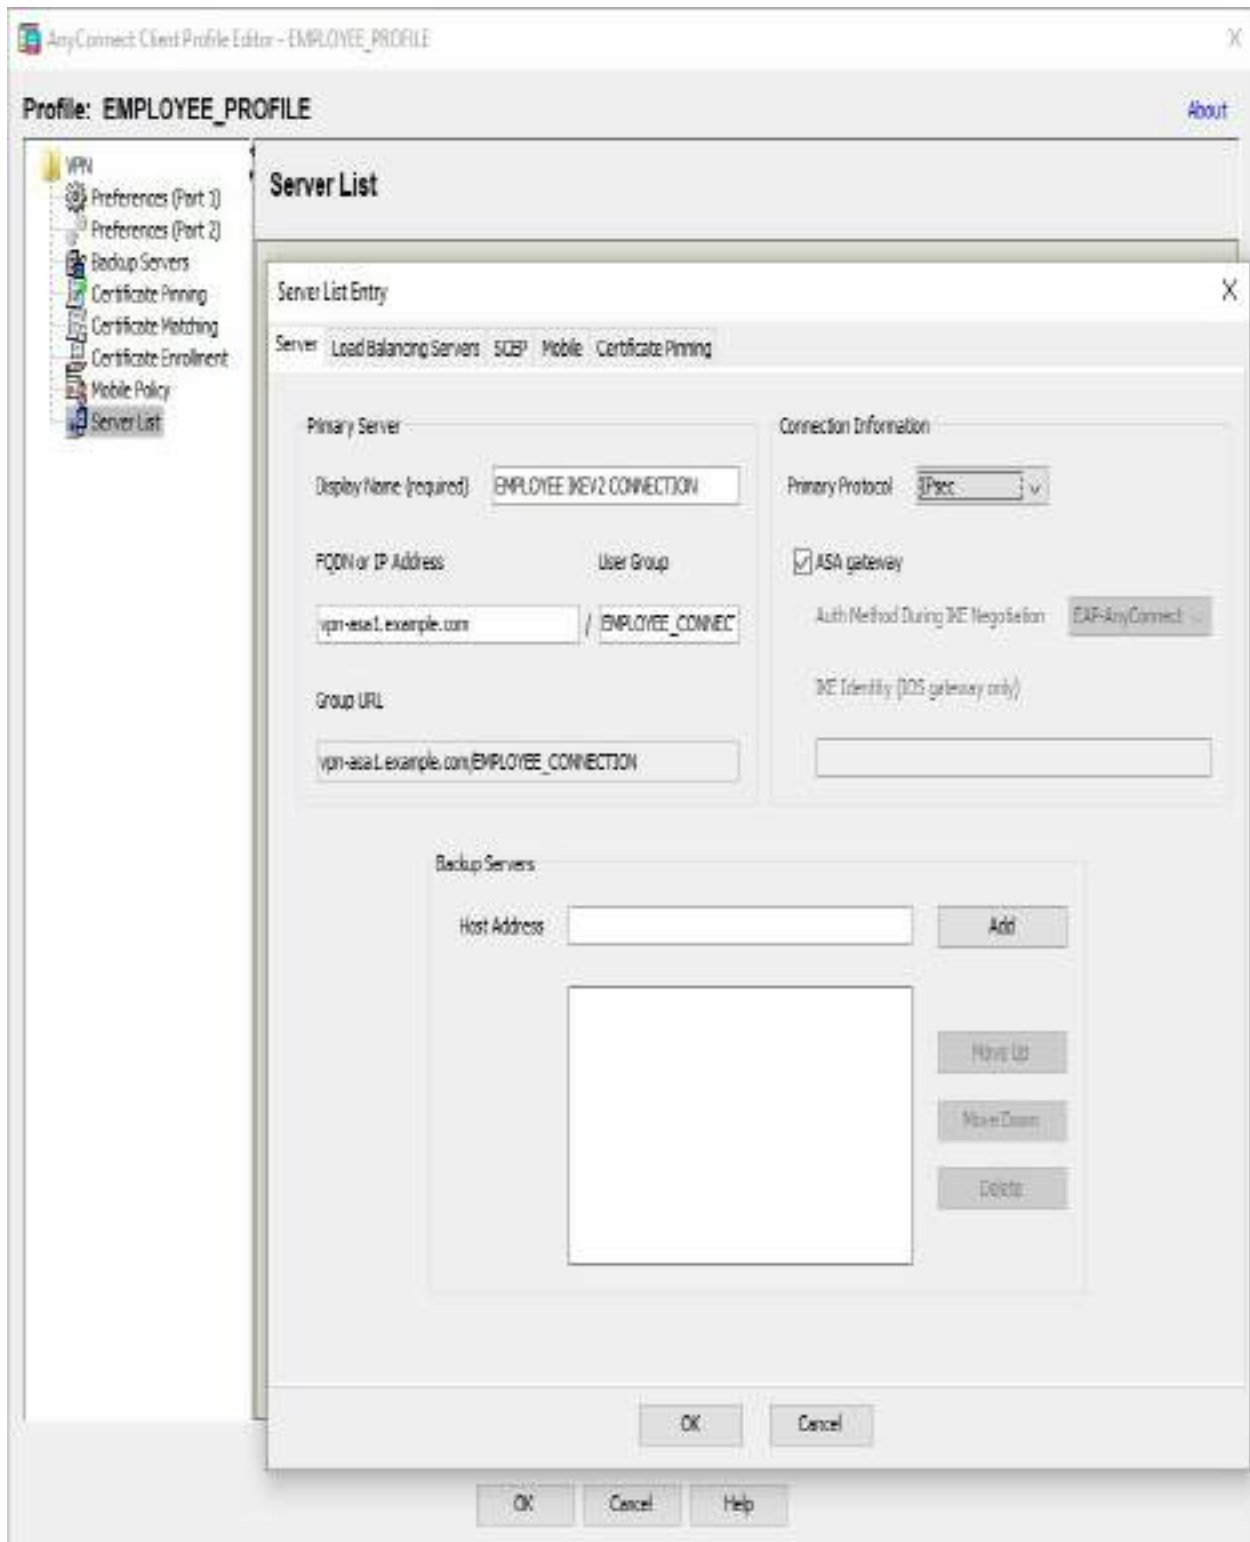 AnyConnect Client Profile Editor - EMPLOYEE_PROFILE
X
Profile: EMPLOYEE_PROFILE
About
VPN
Preferences (Part 1)
Preferences (Part 2)
Backup Servers
Certificate Pinning
Certificate Matching
Certificate Enrollment
Mobile Policy
Server List
Server List
Server List Entry
X
Server Load Balancing Servers SCEP Mobile Certificate Pinning
Primary Server
Display Name (required) EMPLOYEE IKEV2 CONNECTION
FQDN or IP Address User Group
vpn-asa1.example.com / EMPLOYEE_CONNECT
Group URL
vpn-asa1.example.com/EMPLOYEE_CONNECTION
Connection Information
Primary Protocol IPsec
ASA gateway
Auth Method During IKE Negotiation EAP-AnyConnect
IKE Identity (IOS gateway only)
Backup Servers
Host Address Add
Move Up
Move Down
Delete
OK Cancel
OK Cancel Help